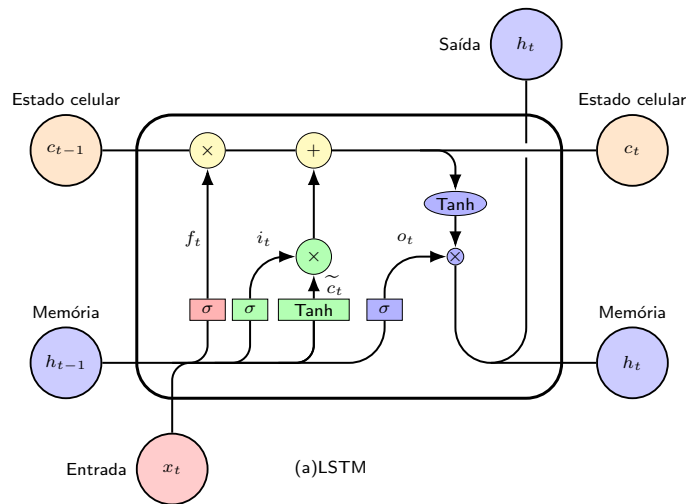 Saída
h_t
Estado celular
Estado celular
c_{t−1}
×
+
c_t
Tanh
f_t
i_t
o_t
×
×
\widetilde{c}_t
Memória
σ
σ
Tanh
σ
Memória
h_{t−1}
h_t
Entrada
x_t
(a)LSTM